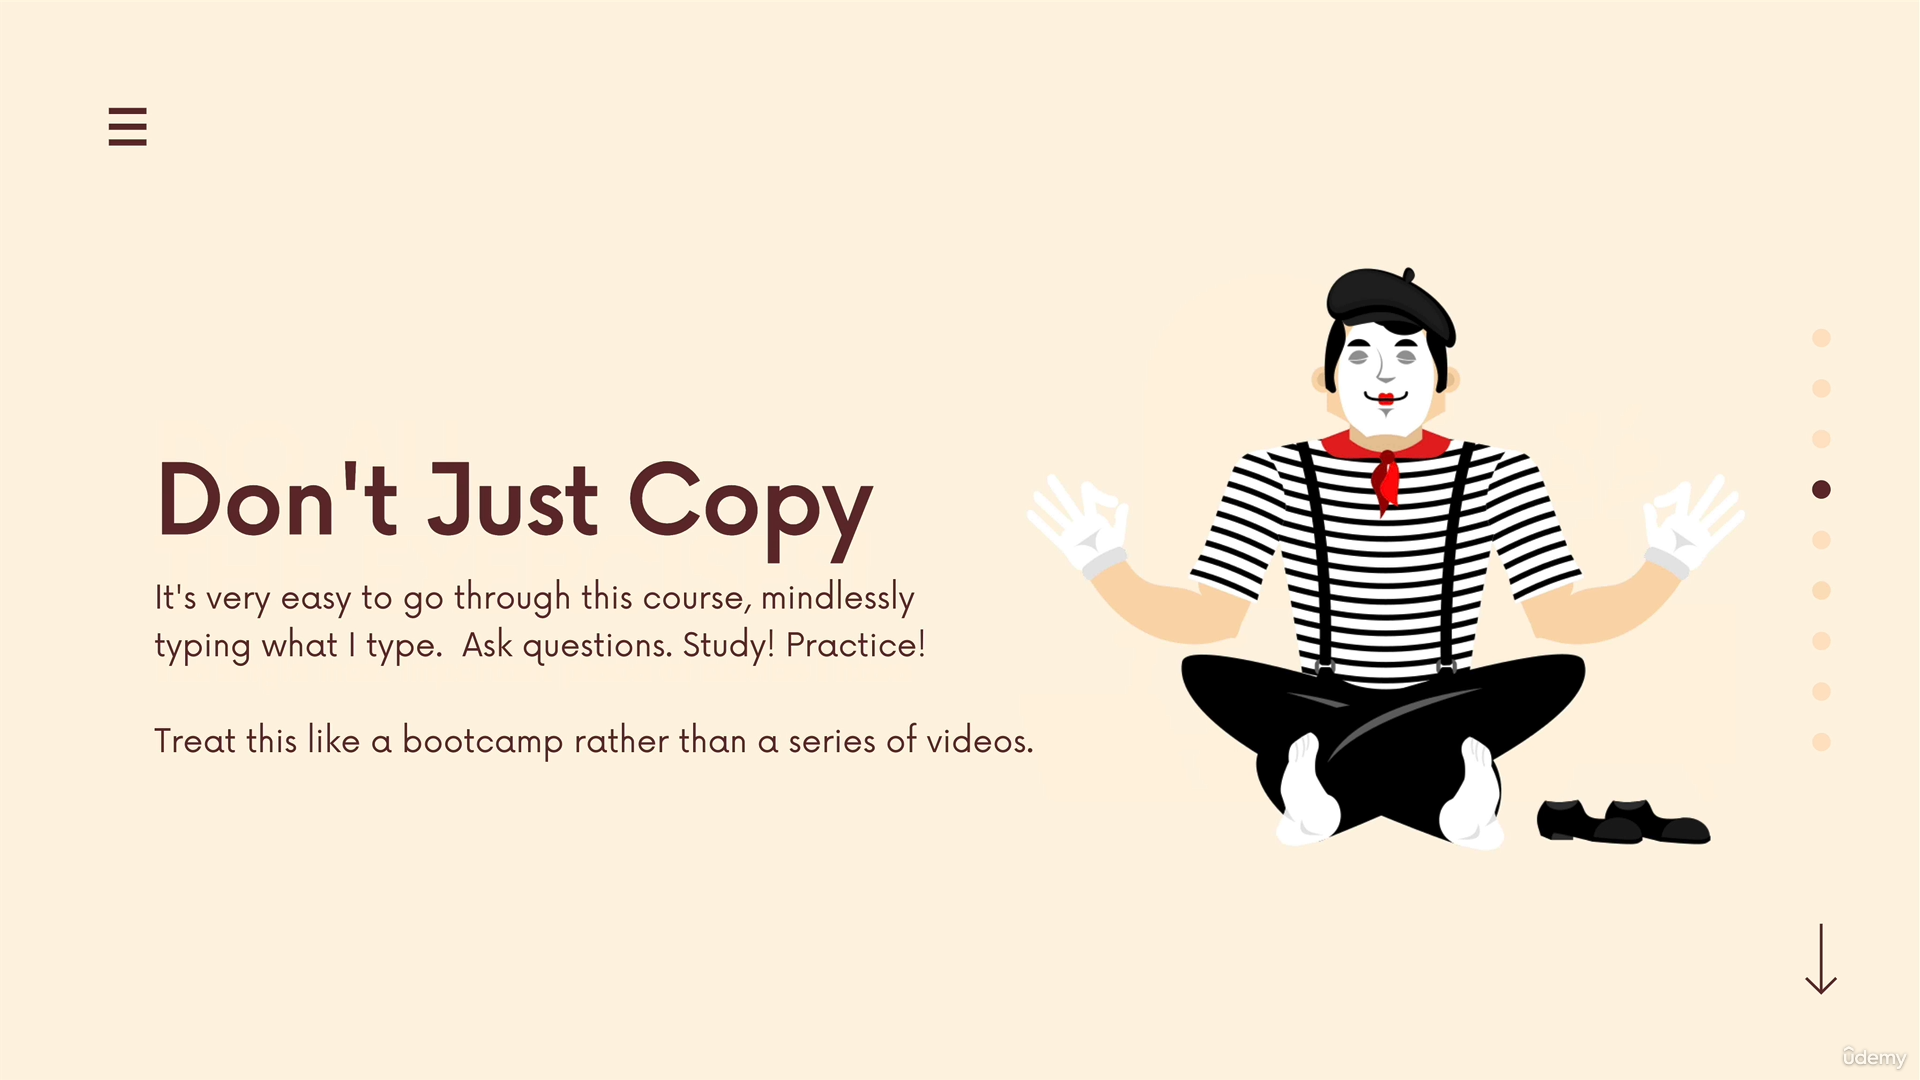 Don't Just Copy
It's very easy to go through this course, mindlessly
typing what I type.  Ask questions. Study! Practice!
Treat this like a bootcamp rather than a series of videos.
ûdemy